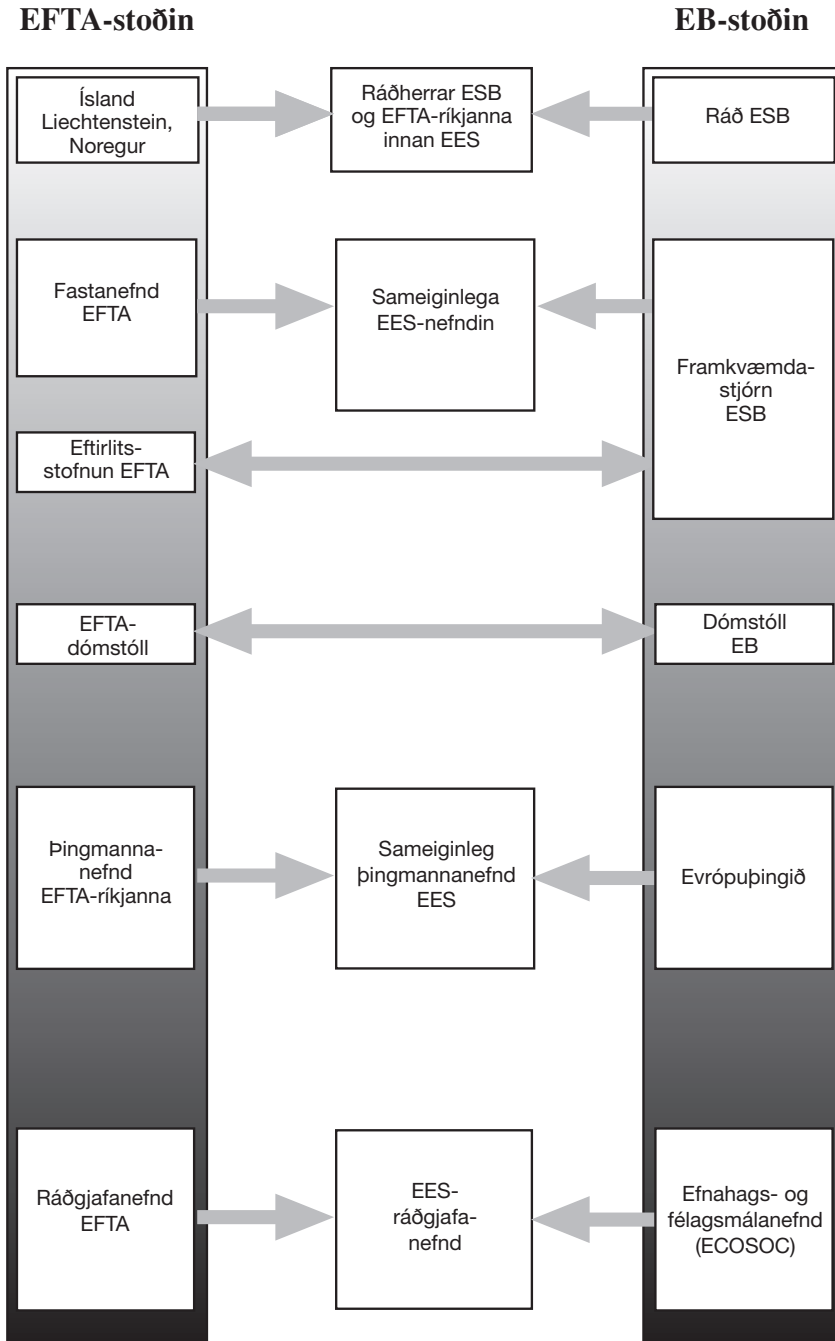 EFTA-stoðin
EB-stoðin
Ísland
Liechtenstein,
Noregur
Ráðherrar ESB
og EFTA-ríkjanna
innan EES
Ráð ESB
Fastanefnd
EFTA
Sameiginlega
EES-nefndin
Framkvæmda-
stjórn
ESB
Eftirlits-
stofnun EFTA
EFTA-
dómstóll
Dómstóll
EB
Þingmanna-
nefnd
EFTA-ríkjanna
Sameiginleg
þingmannanefnd
EES
Evrópuþingið
Ráðgjafanefnd
EFTA
EES-
ráðgjafa-
nefnd
Efnahags- og
félagsmálanefnd
(ECOSOC)